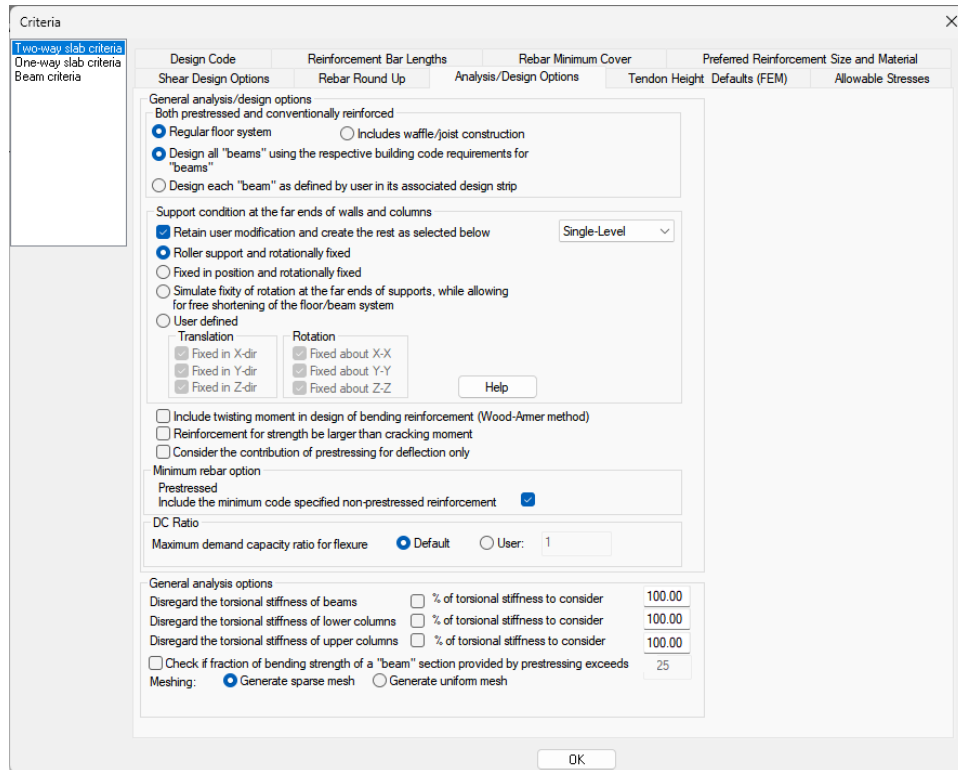 Criteria
Two-way slab criteria
One-way slab criteria
Beam criteria
Design Code Reinforcement Bar Lengths Rebar Minimum Cover Preferred Reinforcement Size and Material
Shear Design Options Rebar Round Up Analysis/Design Options Tendon Height Defaults (FEM) Allowable Stresses
General analysis/design options
Both prestressed and conventionally reinforced
Regular floor system Includes waffle/joist construction
Design all "beams" using the respective building code requirements for
"beams"
Design each "beam" as defined by user in its associated design strip
Support condition at the far ends of walls and columns
Retain user modification and create the rest as selected below Single-Level
Roller support and rotationally fixed
Fixed in position and rotationally fixed
Simulate fixity of rotation at the far ends of supports, while allowing
for free shortening of the floor/beam system
User defined
Translation Rotation
Fixed in X-dir Fixed about X-X
Fixed in Y-dir Fixed about Y-Y
Fixed in Z-dir Fixed about Z-Z
Help
Include twisting moment in design of bending reinforcement (Wood-Armer method)
Reinforcement for strength be larger than cracking moment
Consider the contribution of prestressing for deflection only
Minimum rebar option
Prestressed
Include the minimum code specified non-prestressed reinforcement
DC Ratio
Maximum demand capacity ratio for flexure Default User: 1
General analysis options
Disregard the torsional stiffness of beams % of torsional stiffness to consider 100.00
Disregard the torsional stiffness of lower columns % of torsional stiffness to consider 100.00
Disregard the torsional stiffness of upper columns % of torsional stiffness to consider 100.00
Check if fraction of bending strength of a "beam" section provided by prestressing exceeds 25
Meshing: Generate sparse mesh Generate uniform mesh
OK